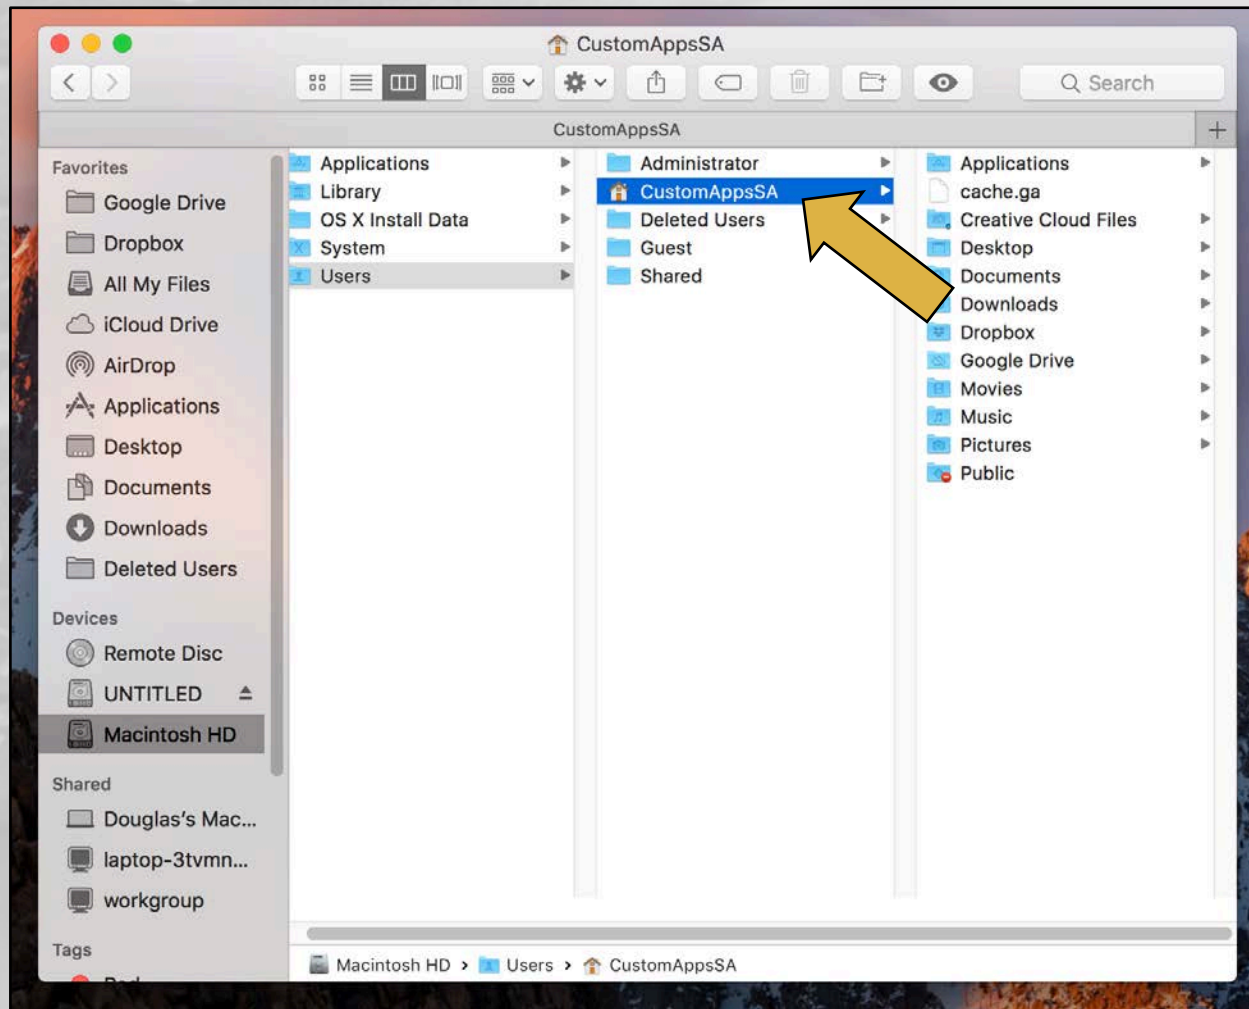 CustomAppsSA
Search
CustomAppsSA
Favorites
Google Drive
Dropbox
All My Files
iCloud Drive
AirDrop
Applications
Desktop
Documents
Downloads
Deleted Users
Devices
Remote Disc
UNTITLED
Macintosh HD
Shared
Douglas's Mac...
laptop-3tvmn...
workgroup
Tags
Applications
Library
OS X Install Data
System
Users
Administrator
CustomAppsSA
Deleted Users
Guest
Shared
Applications
cache.ga
Creative Cloud Files
Desktop
Documents
Downloads
Dropbox
Google Drive
Movies
Music
Pictures
Public
Macintosh HD › Users › CustomAppsSA